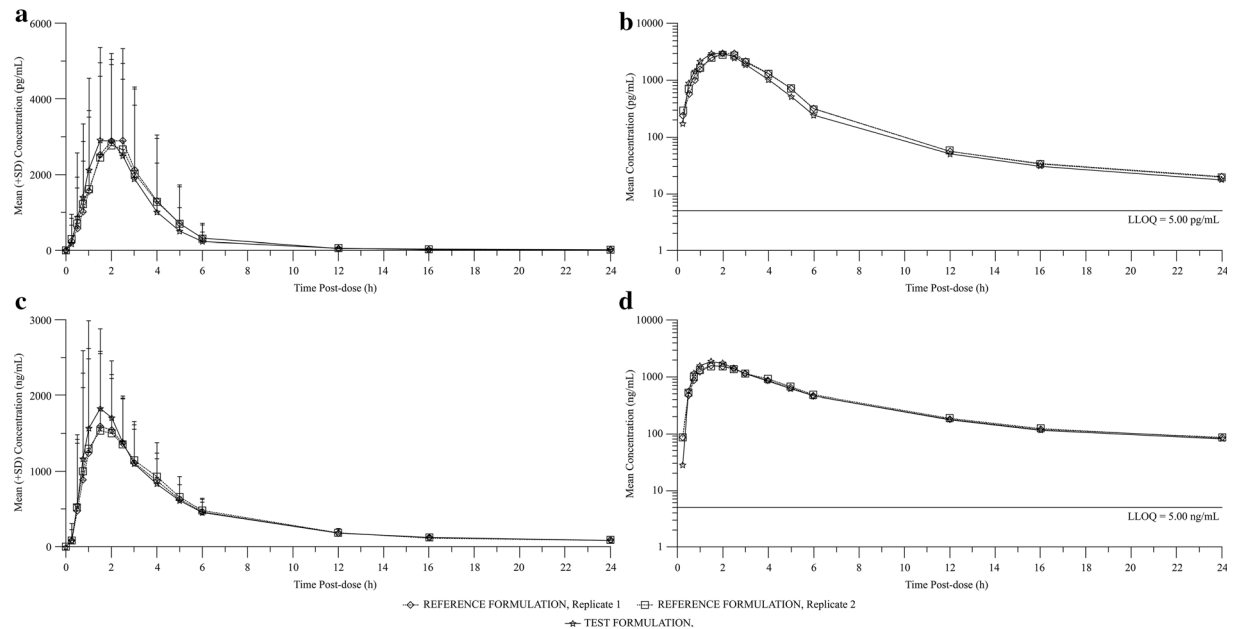 a
6000
4000
2000
0
Mean (+SD) Concentration (pg/mL)
0 2 4 6 8 10 12 14 16 18 20 22 24
Time Post-dose (h)
b
10000
1000
100
10
1
Mean Concentration (pg/mL)
LLOQ = 5.00 pg/mL
0 2 4 6 8 10 12 14 16 18 20 22 24
Time Post-dose (h)
c
3000
2000
1000
0
Mean (+SD) Concentration (ng/mL)
0 2 4 6 8 10 12 14 16 18 20 22 24
Time Post-dose (h)
d
10000
1000
100
10
1
Mean Concentration (ng/mL)
LLOQ = 5.00 ng/mL
0 2 4 6 8 10 12 14 16 18 20 22 24
Time Post-dose (h)
REFERENCE FORMULATION, Replicate 1 REFERENCE FORMULATION, Replicate 2
TEST FORMULATION,